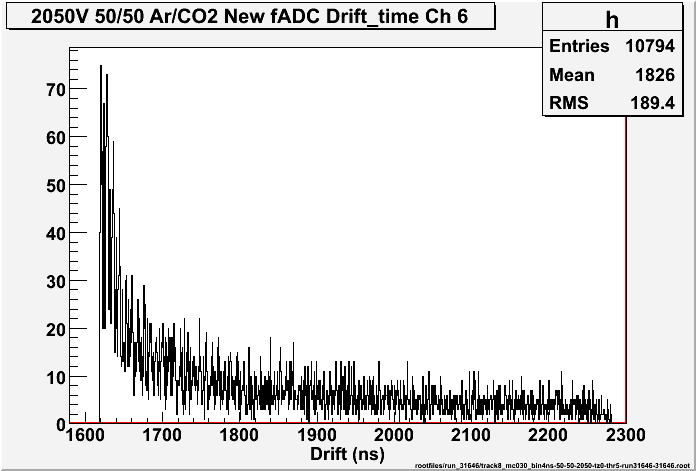 2050V 50/50 Ar/CO2 New fADC Drift_time Ch 6
h
Entries 10794
Mean 1826
RMS 189.4
70
60
50
40
30
20
10
0
1600 1700 1800 1900 2000 2100 2200 2300
Drift (ns)
rootfiles/run_31646/track8_mc030_bin4ns-50-50-2050-tz0-thr5-run31646-31646.root